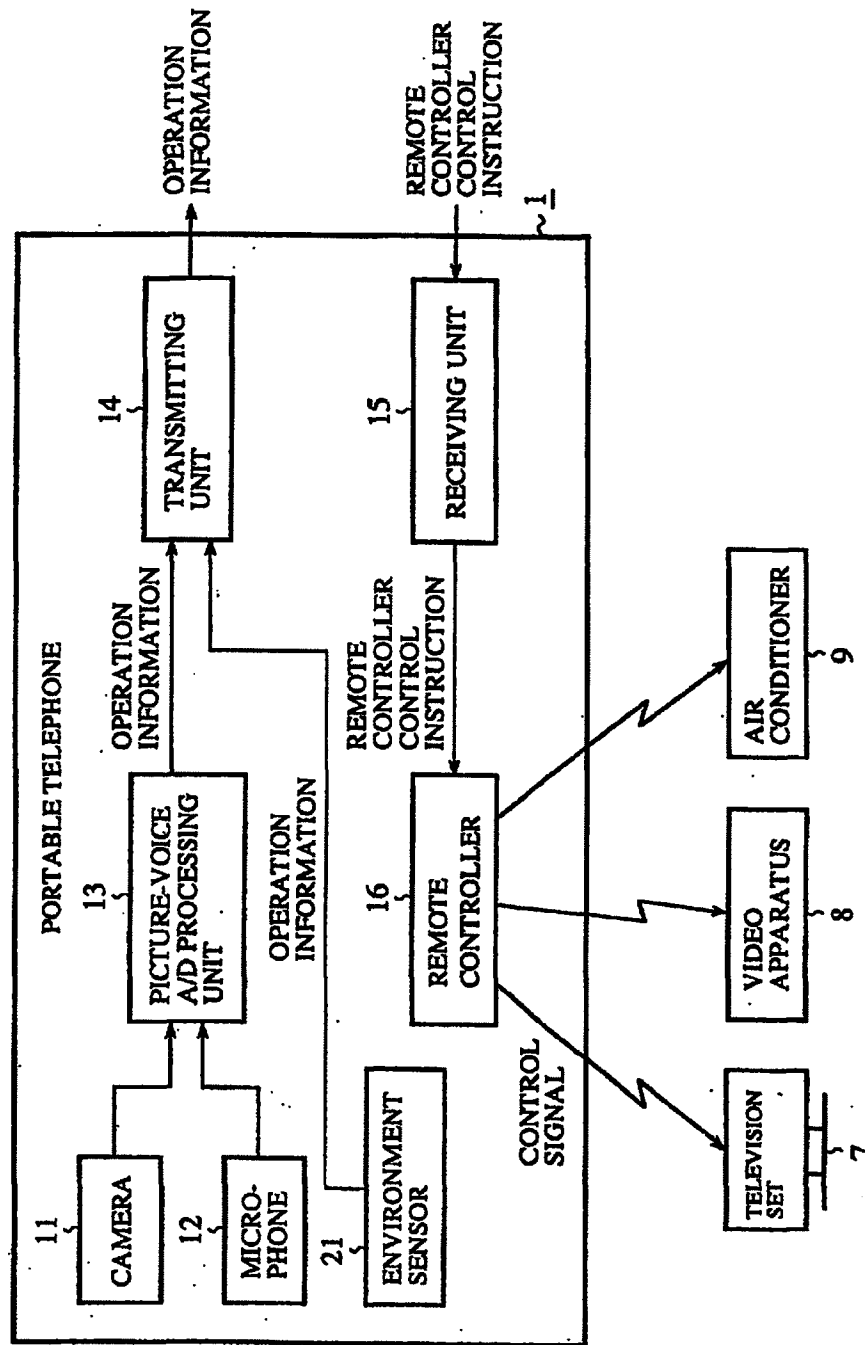 PORTABLE TELEPHONE
11
CAMERA
12
MICRO-
PHONE
21
ENVIRONMENT
SENSOR
13
PICTURE-VOICE
A/D PROCESSING
UNIT
OPERATION
INFORMATION
OPERATION
INFORMATION
14
TRANSMITTING
UNIT
OPERATION
INFORMATION
16
REMOTE
CONTROLLER
REMOTE
CONTROLLER
CONTROL
INSTRUCTION
15
RECEIVING UNIT
REMOTE
CONTROLLER
CONTROL
INSTRUCTION
1
CONTROL
SIGNAL
TELEVISION
SET
7
VIDEO
APPARATUS
8
AIR
CONDITIONER
9